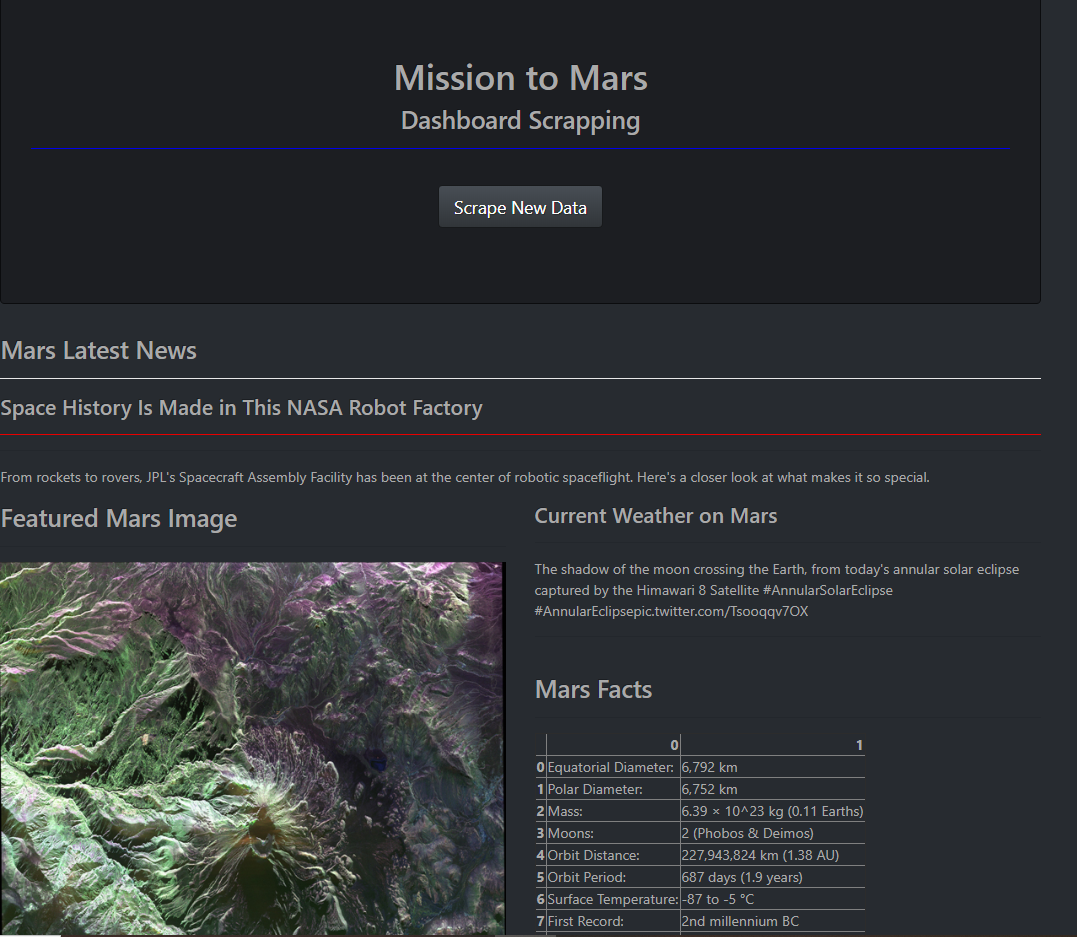 Mission to Mars
Dashboard Scrapping
Scrape New Data
Mars Latest News
Space History Is Made in This NASA Robot Factory
From rockets to rovers, JPL's Spacecraft Assembly Facility has been at the center of robotic spaceflight. Here's a closer look at what makes it so special.
Featured Mars Image
Current Weather on Mars
The shadow of the moon crossing the Earth, from today's annular solar eclipse
captured by the Himawari 8 Satellite #AnnularSolarEclipse
#AnnularEclipsepic.twitter.com/Tsooqqv7OX
Mars Facts
0 1
0 Equatorial Diameter: 6,792 km
1 Polar Diameter: 6,752 km
2 Mass: 6.39 × 10^23 kg (0.11 Earths)
3 Moons: 2 (Phobos & Deimos)
4 Orbit Distance: 227,943,824 km (1.38 AU)
5 Orbit Period: 687 days (1.9 years)
6 Surface Temperature: -87 to -5 °C
7 First Record: 2nd millennium BC